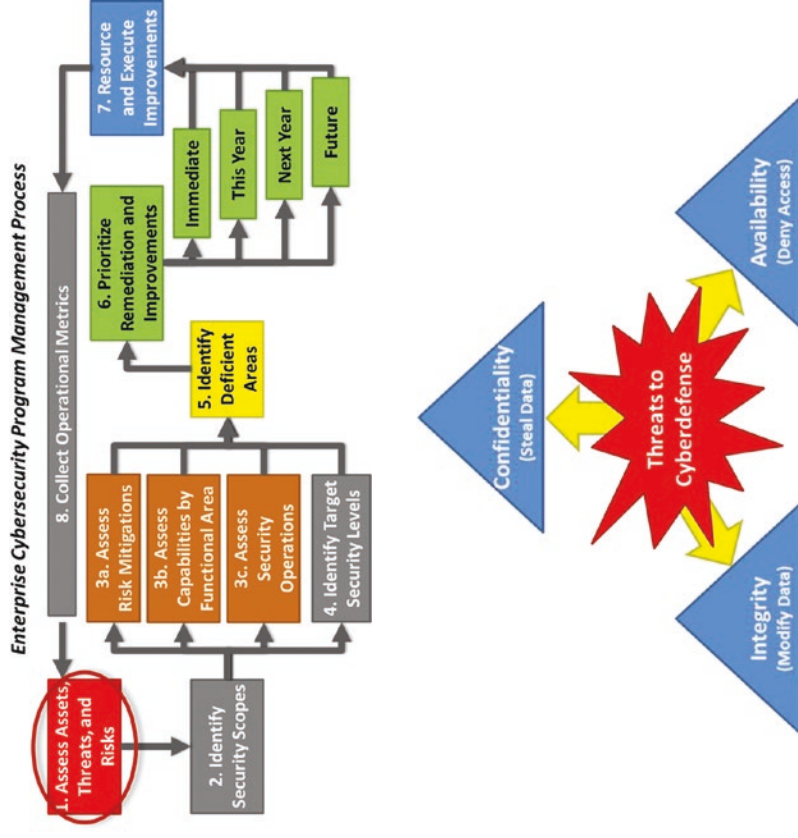 Enterprise Cybersecurity Program Management Process
8. Collect Operational Metrics
1. Assess Assets,
Threats, and
Risks
2. Identify
Security Scopes
3a. Assess
Risk Mitigations
3b. Assess
Capabilities by
Functional Area
3c. Assess
Security
Operations
4. Identify Target
Security Levels
5. Identify
Deficient
Areas
6. Prioritize
Remediation and
Improvements
Immediate
This Year
Next Year
Future
7. Resource
and Execute
Improvements
Confidentiality
(Steal Data)
Threats to
Cyberdefense
Integrity
(Modify Data)
Availability
(Deny Access)